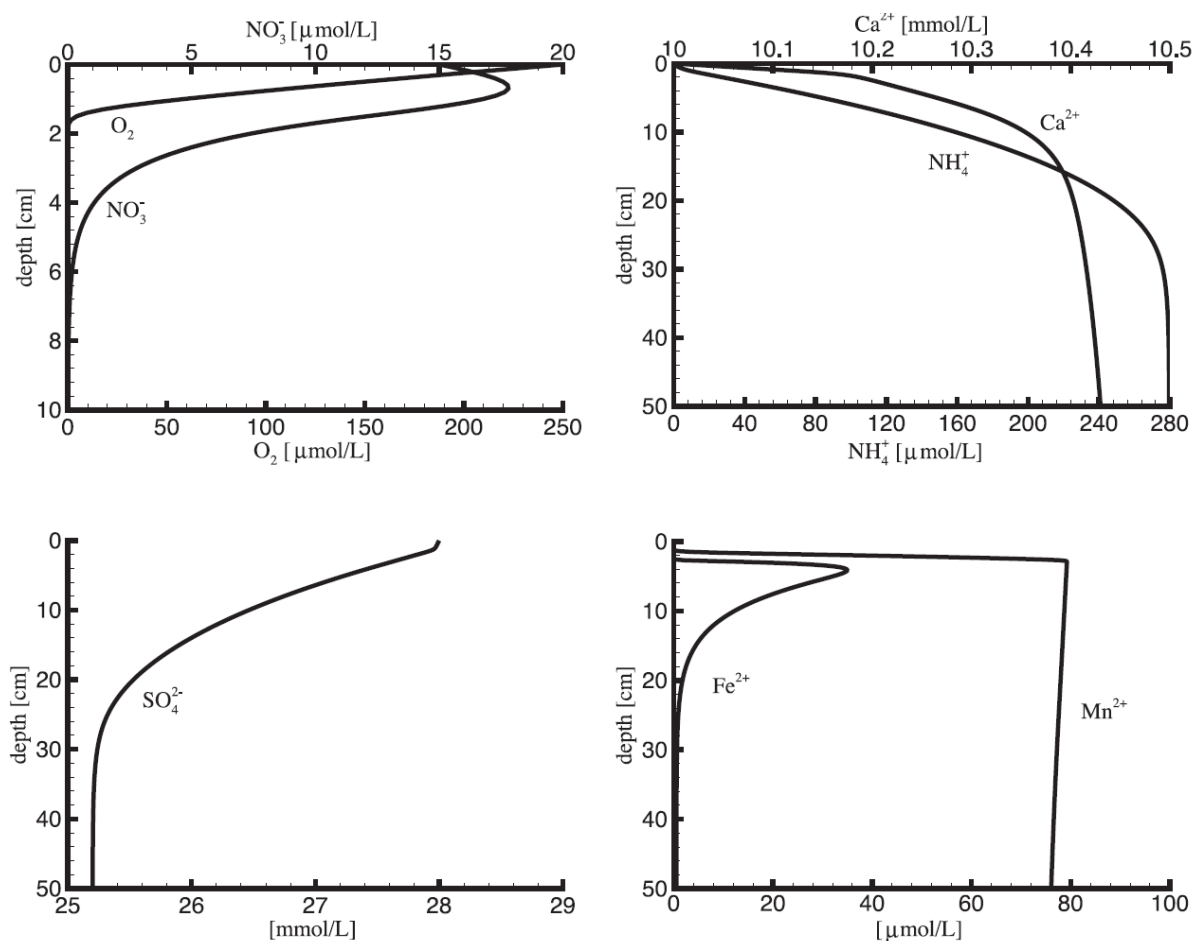 NO₃⁻ [μmol/L]
0 5 10 15 20
0
2
4
6
8
10
depth [cm]
O₂
NO₃⁻
0 50 100 150 200 250
O₂ [μmol/L]
Ca²⁺ [mmol/L]
10 10.1 10.2 10.3 10.4 10.5
0
10
20
30
40
50
depth [cm]
Ca²⁺
NH₄⁺
0 40 80 120 160 200 240 280
NH₄⁺ [μmol/L]
0
10
20
30
40
50
depth [cm]
SO₄²⁻
25 26 27 28 29
[mmol/L]
0
10
20
30
40
50
depth [cm]
Fe²⁺
Mn²⁺
0 20 40 60 80 100
[μmol/L]